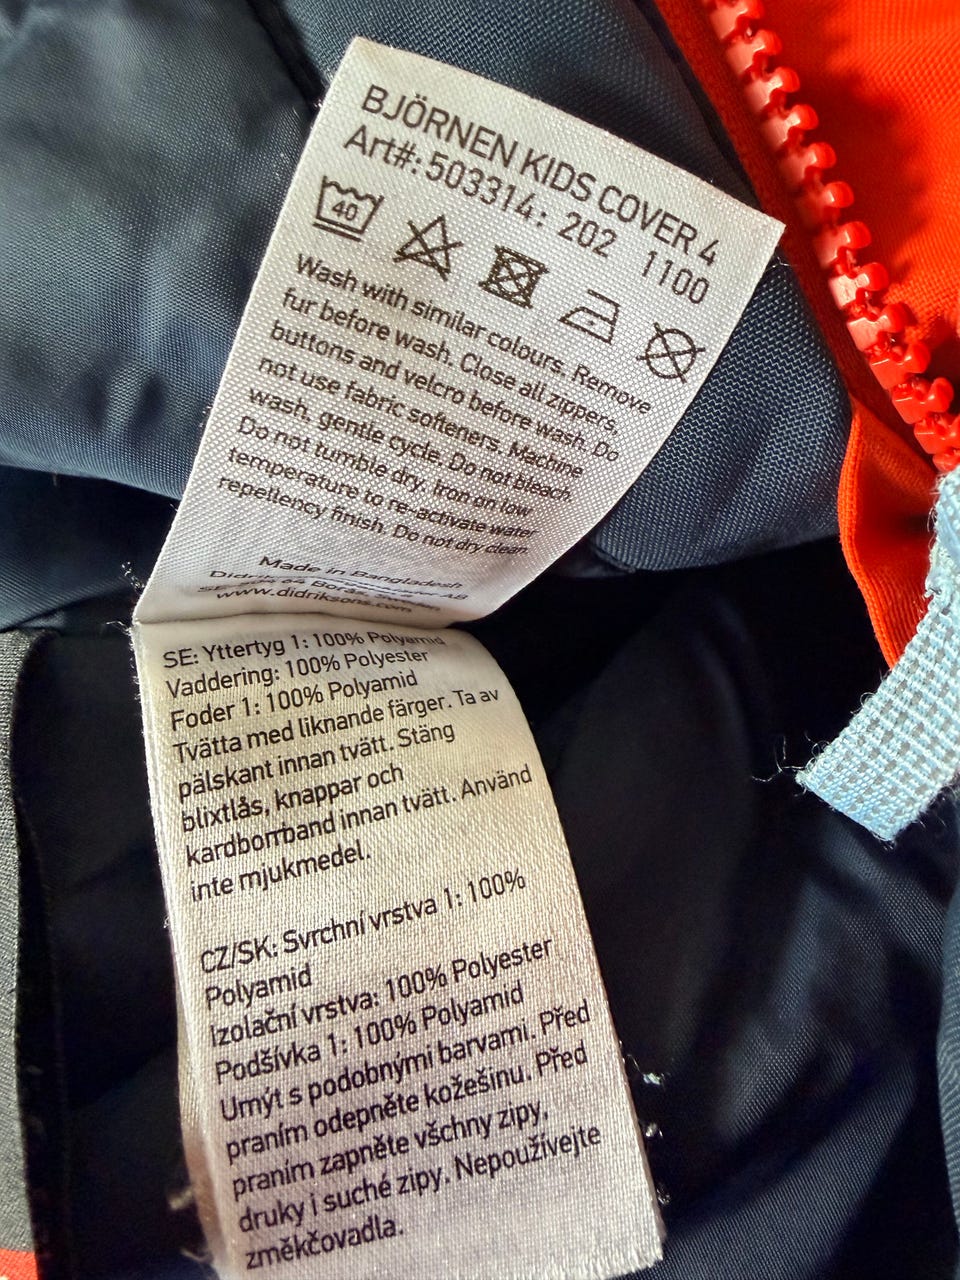 BJÖRNEN KIDS COVER 4
Art#: 503314: 202 1100
40
Wash with similar colours. Remove
fur before wash. Close all zippers,
buttons and velcro before wash. Do
not use fabric softeners. Machine
wash, gentle cycle. Do not bleach.
Do not tumble dry. Iron on low
temperature to re-activate water
repellency finish. Do not dry clean.
Made in Bangladesh
AB
Borås, Sweden
www.didriksons.com
SE: Yttertyg 1: 100% Polyamid
Vaddering: 100% Polyester
Foder 1: 100% Polyamid
Tvätta med liknande färger. Ta av
pälskant innan tvätt. Stäng
blixtlås, knappar och
kardborrband innan tvätt. Använd
inte mjukmedel.
CZ/SK: Svrchní vrstva 1: 100%
Polyamid
Izolační vrstva: 100% Polyester
Podšívka 1: 100% Polyamid
Umýt s podobnými barvami. Před
praním odepněte kožešinu. Před
praním zapněte všchny zipy,
druky i suché zipy. Nepoužívejte
změkčovadla.